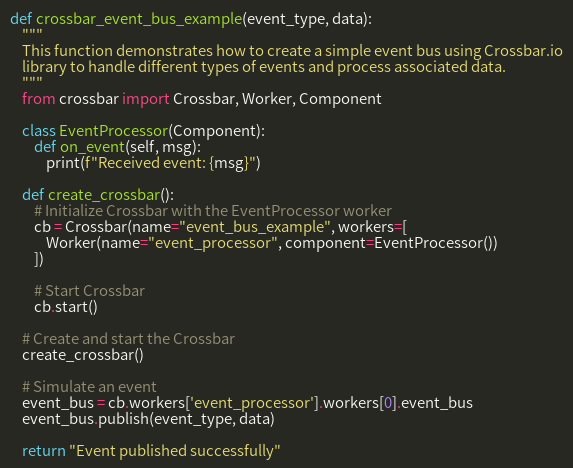 def crossbar_event_bus_example(event_type, data):
    """
    This function demonstrates how to create a simple event bus using Crossbar.io
    library to handle different types of events and process associated data.
    """
    from crossbar import Crossbar, Worker, Component

    class EventProcessor(Component):
        def on_event(self, msg):
            print(f"Received event: {msg}")

    def create_crossbar():
        # Initialize Crossbar with the EventProcessor worker
        cb = Crossbar(name="event_bus_example", workers=[
            Worker(name="event_processor", component=EventProcessor())
        ])

        # Start Crossbar
        cb.start()

    # Create and start the Crossbar
    create_crossbar()

    # Simulate an event
    event_bus = cb.workers['event_processor'].workers[0].event_bus
    event_bus.publish(event_type, data)

    return "Event published successfully"